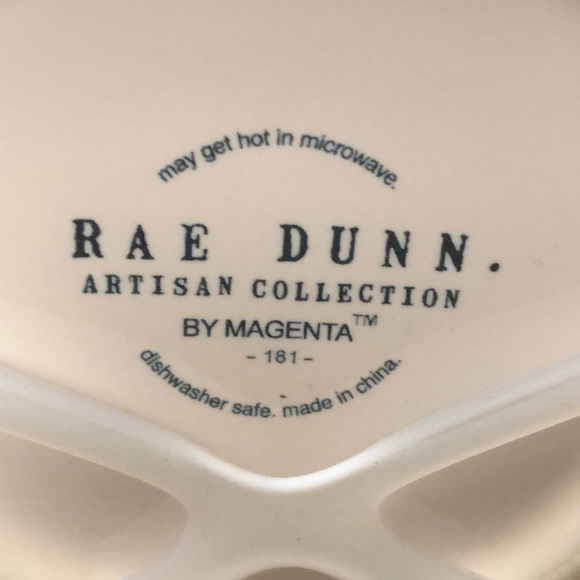 may get hot in microwave.
RAE DUNN.
ARTISAN COLLECTION
BY MAGENTA™
- 181 -
dishwasher safe. made in china.